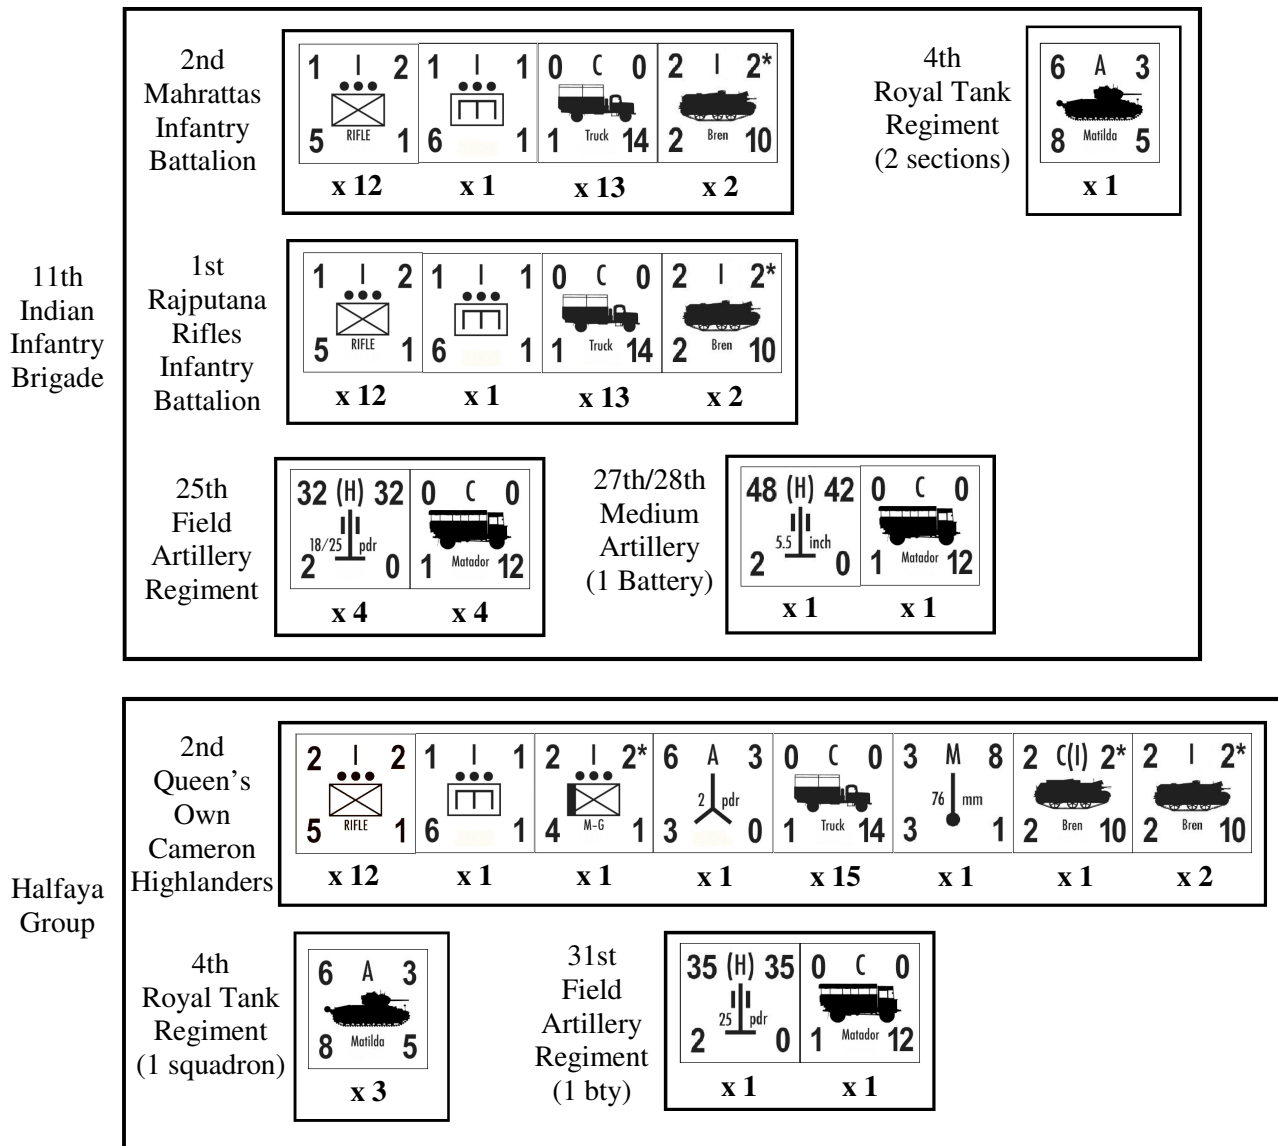 11th
Indian
Infantry
Brigade
2nd
Mahrattas
Infantry
Battalion
1 I 2
RIFLE
5 1
x 12
1 I 1
6 1
x 1
0 C 0
Truck
1 14
x 13
2 I 2*
Bren
2 10
x 2
4th
Royal Tank
Regiment
(2 sections)
6 A 3
Matilda
8 5
x 1
1st
Rajputana
Rifles
Infantry
Battalion
1 I 2
RIFLE
5 1
x 12
1 I 1
6 1
x 1
0 C 0
Truck
1 14
x 13
2 I 2*
Bren
2 10
x 2
25th
Field
Artillery
Regiment
32 (H) 32
18/25 pdr
2 0
x 4
0 C 0
Matador
1 12
x 4
27th/28th
Medium
Artillery
(1 Battery)
48 (H) 42
5.5 inch
2 0
x 1
0 C 0
Matador
1 12
x 1
Halfaya
Group
2nd
Queen's
Own
Cameron
Highlanders
2 I 2
RIFLE
5 1
x 12
1 I 1
6 1
x 1
2 I 2*
M-G
4 1
x 1
6 A 3
2 pdr
3 0
x 1
0 C 0
Truck
1 14
x 15
3 M 8
76 mm
3 1
x 1
2 C(I) 2*
Bren
2 10
x 1
2 I 2*
Bren
2 10
x 2
4th
Royal Tank
Regiment
(1 squadron)
6 A 3
Matilda
8 5
x 3
31st
Field
Artillery
Regiment
(1 bty)
35 (H) 35
25 pdr
2 0
x 1
0 C 0
Matador
1 12
x 1